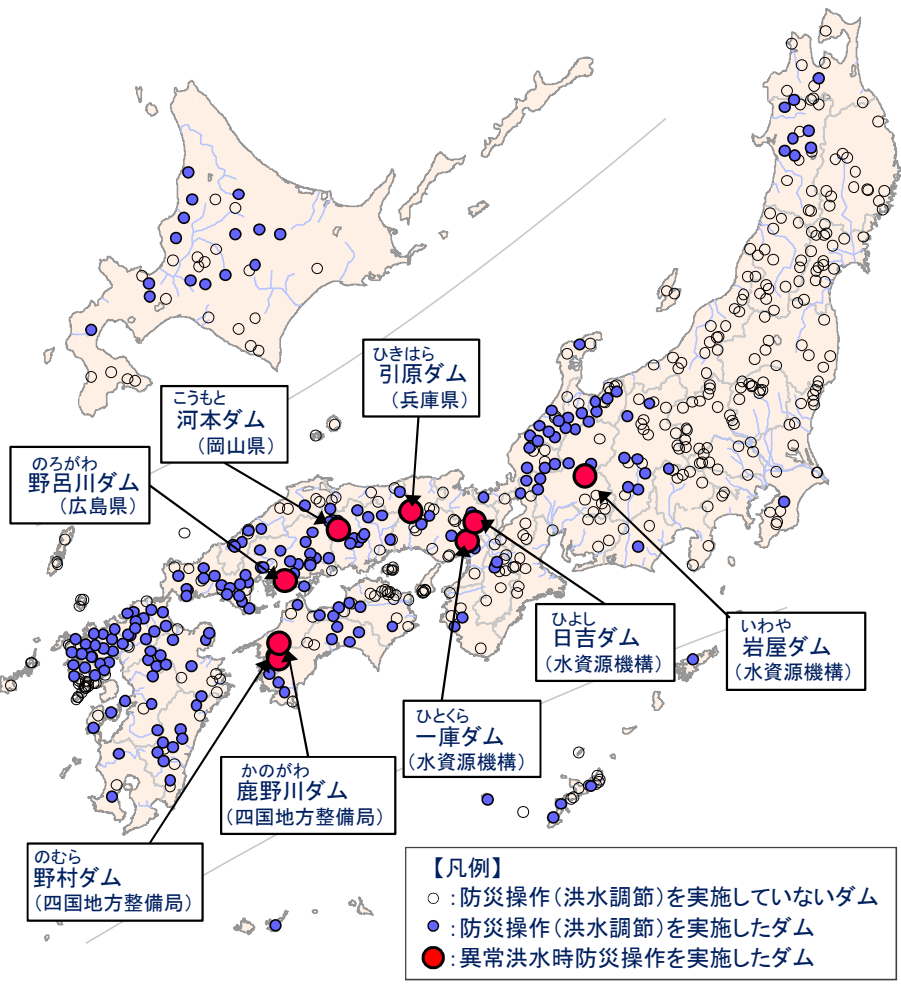 ひきはら
引原ダム
（兵庫県）
こうもと
河本ダム
（岡山県）
のろがわ
野呂川ダム
（広島県）
ひよし
日吉ダム
（水資源機構）
いわや
岩屋ダム
（水資源機構）
ひとくら
一庫ダム
（水資源機構）
かのがわ
鹿野川ダム
（四国地方整備局）
のむら
野村ダム
（四国地方整備局）
【凡例】
○：防災操作（洪水調節）を実施していないダム
：防災操作（洪水調節）を実施したダム
：異常洪水時防災操作を実施したダム